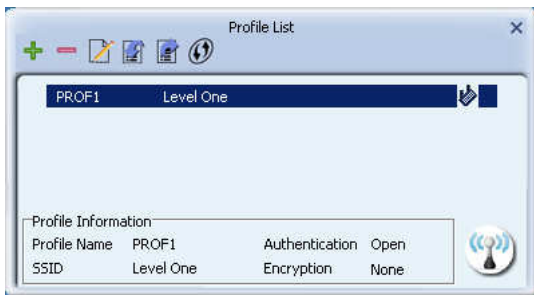 Profile List
PROF1 Level One
Profile Information
Profile Name PROF1 Authentication Open
SSID Level One Encryption None